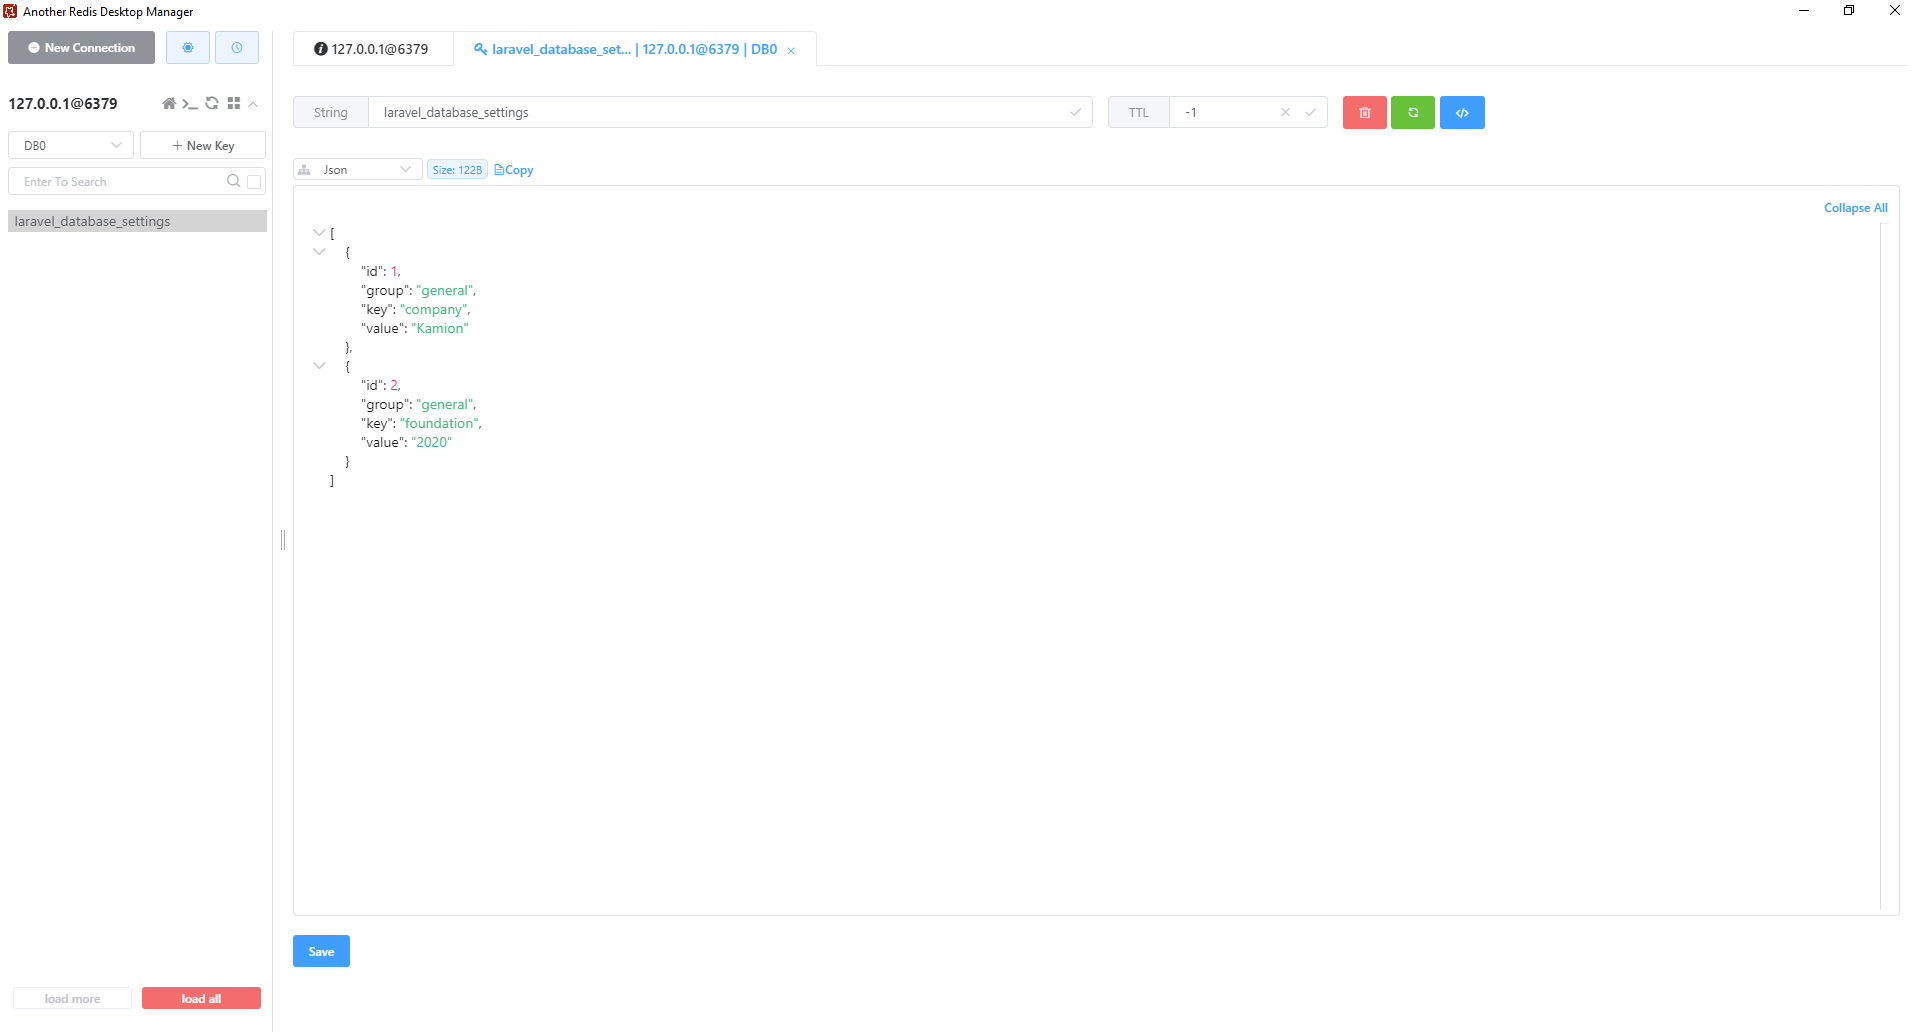 Another Redis Desktop Manager
New Connection
127.0.0.1@6379
DB0
New Key
Enter To Search
laravel_database_settings
load more
load all
127.0.0.1@6379
laravel_database_set... | 127.0.0.1@6379 | DB0
String laravel_database_settings
TTL -1
Json
Size: 122B
Copy
Collapse All
[
{
"id": 1,
"group": "general",
"key": "company",
"value": "Kamion"
},
{
"id": 2,
"group": "general",
"key": "foundation",
"value": "2020"
}
]
Save